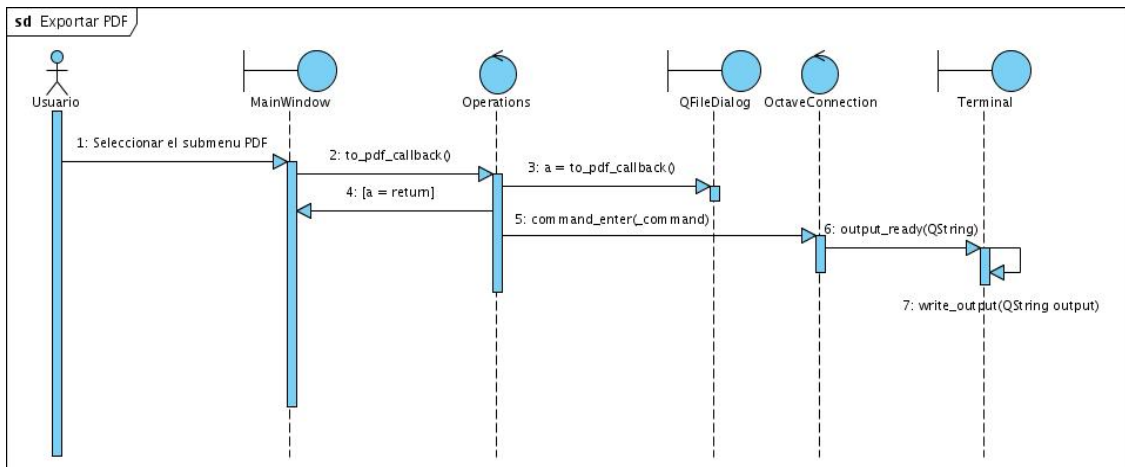 sd Exportar PDF
Usuario
MainWindow
Operations
QFileDialog
OctaveConnection
Terminal
1: Seleccionar el submenu PDF
2: to_pdf_callback()
3: a = to_pdf_callback()
4: [a = return]
5: command_enter(_command)
6: output_ready(QString)
7: write_output(QString output)